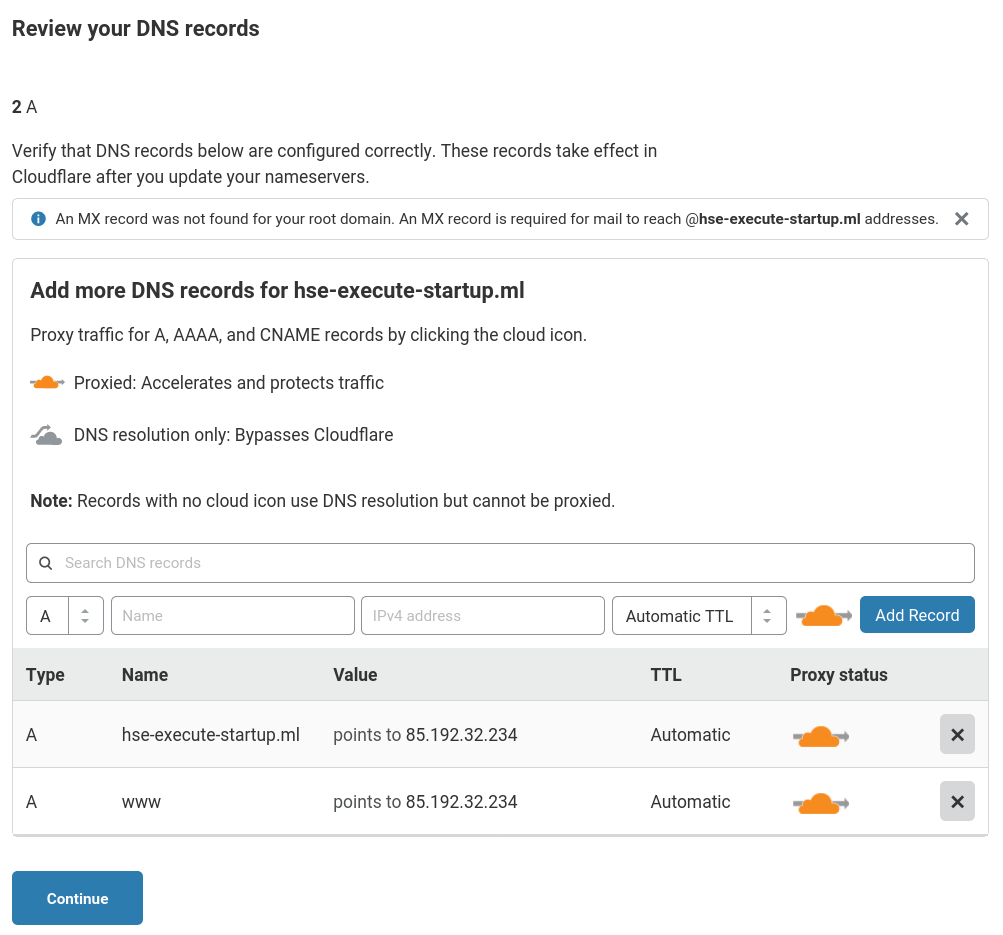 Review your DNS records
2 A
Verify that DNS records below are configured correctly. These records take effect in
Cloudflare after you update your nameservers.
An MX record was not found for your root domain. An MX record is required for mail to reach @hse-execute-startup.ml addresses.
Add more DNS records for hse-execute-startup.ml
Proxy traffic for A, AAAA, and CNAME records by clicking the cloud icon.
Proxied: Accelerates and protects traffic
DNS resolution only: Bypasses Cloudflare
Note: Records with no cloud icon use DNS resolution but cannot be proxied.
Search DNS records
A Name IPv4 address Automatic TTL Add Record
Type Name Value TTL Proxy status
A hse-execute-startup.ml points to 85.192.32.234 Automatic
A www points to 85.192.32.234 Automatic
Continue